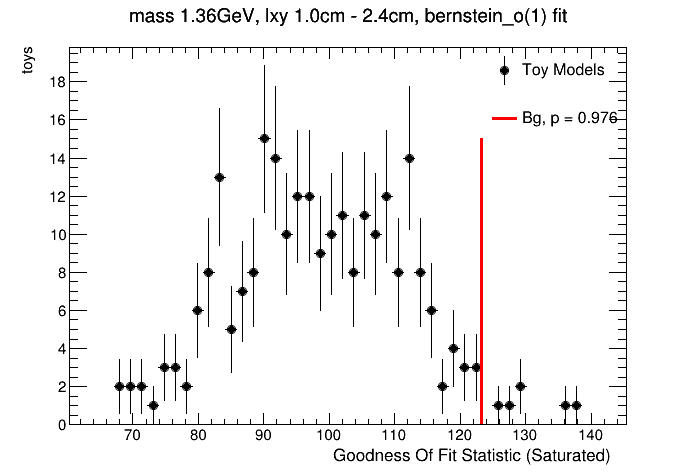 mass 1.36GeV, lxy 1.0cm - 2.4cm, bernstein_o(1) fit
toys
Toy Models
Bg, p = 0.976
18
16
14
12
10
8
6
4
2
0
70 80 90 100 110 120 130 140
Goodness Of Fit Statistic (Saturated)